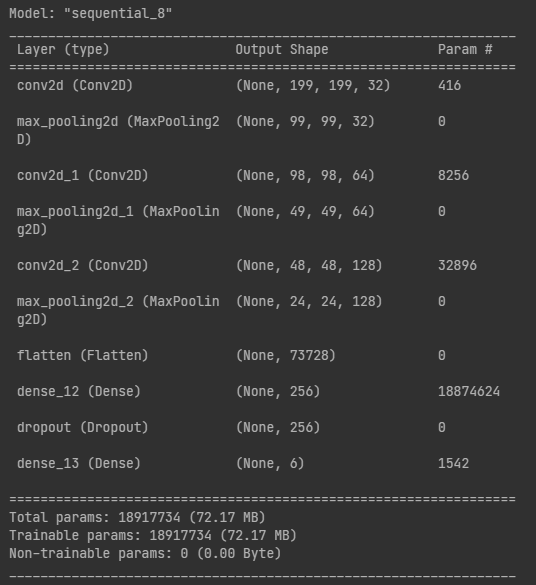 Model: "sequential_8"
_________________________________________________________________
Layer (type) Output Shape Param #
=================================================================
conv2d (Conv2D) (None, 199, 199, 32) 416
max_pooling2d (MaxPooling2 (None, 99, 99, 32) 0
D)
conv2d_1 (Conv2D) (None, 98, 98, 64) 8256
max_pooling2d_1 (MaxPoolin (None, 49, 49, 64) 0
g2D)
conv2d_2 (Conv2D) (None, 48, 48, 128) 32896
max_pooling2d_2 (MaxPoolin (None, 24, 24, 128) 0
g2D)
flatten (Flatten) (None, 73728) 0
dense_12 (Dense) (None, 256) 18874624
dropout (Dropout) (None, 256) 0
dense_13 (Dense) (None, 6) 1542
=================================================================
Total params: 18917734 (72.17 MB)
Trainable params: 18917734 (72.17 MB)
Non-trainable params: 0 (0.00 Byte)
_________________________________________________________________